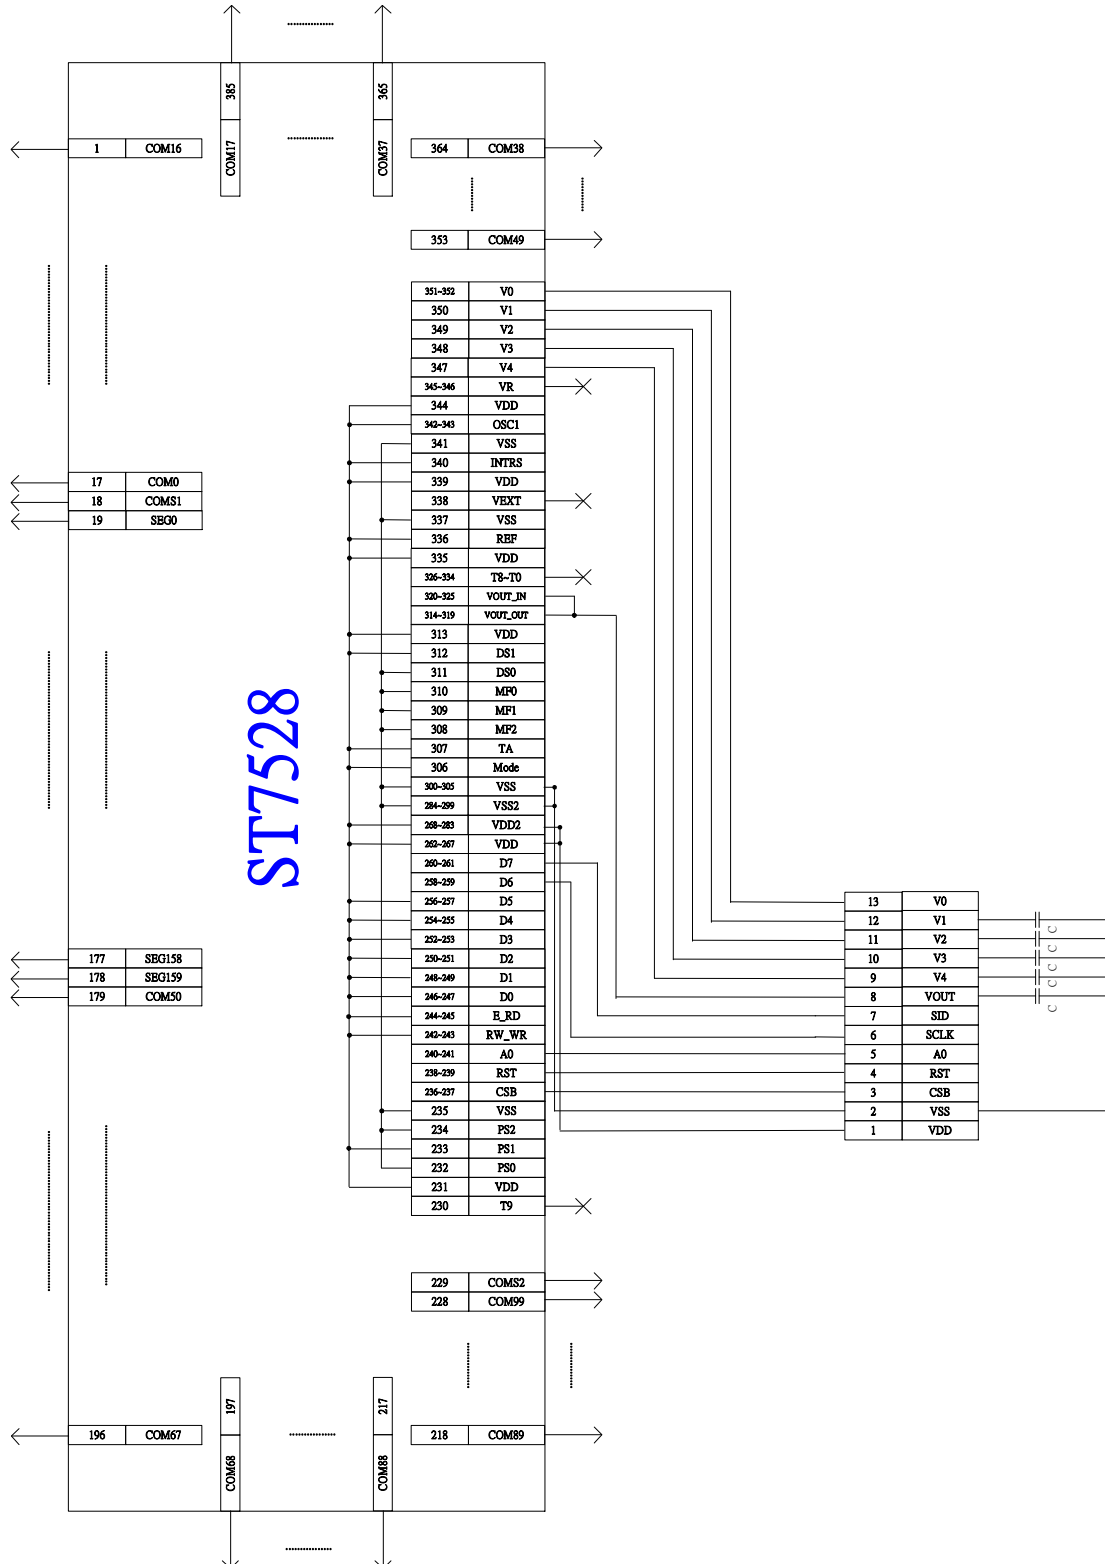 385
365
COM17
COM37
1 COM16
364 COM38
353 COM49
351~352 V0
350 V1
349 V2
348 V3
347 V4
345~346 VR
344 VDD
342~343 OSC1
341 VSS
340 INTRS
339 VDD
338 VEXT
337 VSS
336 REF
335 VDD
326~334 T8~T0
320~325 VOUT_IN
314~319 VOUT_OUT
313 VDD
312 DS1
311 DS0
310 MF0
309 MF1
308 MF2
307 TA
306 Mode
300~305 VSS
284~299 VSS2
268~283 VDD2
262~267 VDD
260~261 D7
258~259 D6
256~257 D5
254~255 D4
252~253 D3
250~251 D2
248~249 D1
246~247 D0
244~245 E_RD
242~243 RW_WR
240~241 A0
238~239 RST
236~237 CSB
235 VSS
234 PS2
233 PS1
232 PS0
231 VDD
230 T9
229 COMS2
228 COM99
218 COM89
17 COM0
18 COMS1
19 SEG0
ST7528
177 SEG158
178 SEG159
179 COM50
196 COM67
197
217
COM68
COM88
13 V0
12 V1
11 V2
10 V3
9 V4
8 VOUT
7 SID
6 SCLK
5 A0
4 RST
3 CSB
2 VSS
1 VDD
C
C
C
C
C